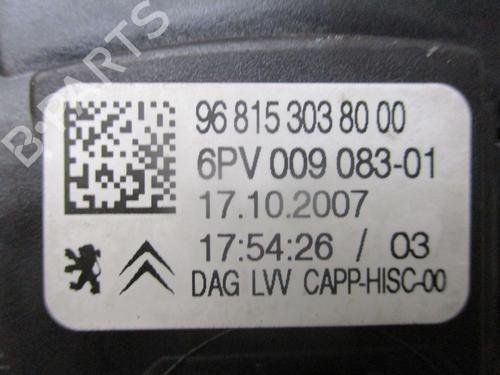 B-PARTS
96 815 303 80 00
6PV 009 083-01
17.10.2007
17:54:26 / 03
DAG LVV CAPP-HISC-00